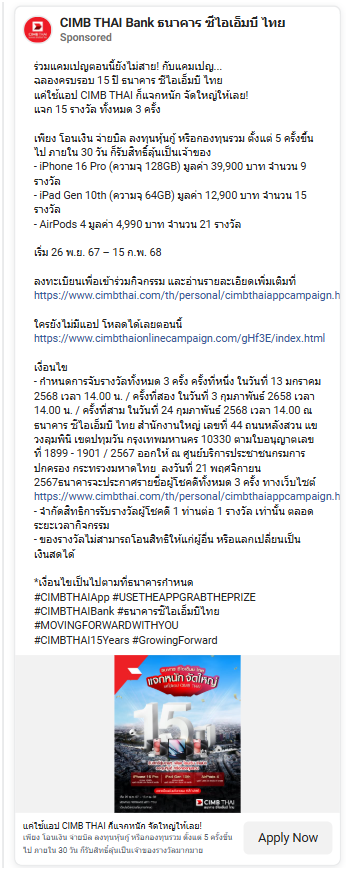 CIMB THAI Bank ธนาคาร ซีไอเอ็มบี ไทย
Sponsored
ร่วมแคมเปญตอนนี้ยังไม่สาย! กับแคมเปญ...
ฉลองครบรอบ 15 ปี ธนาคาร ซีไอเอ็มบี ไทย
แค่ใช้แอป CIMB THAI ก็แจกหนัก จัดใหญ่ให้เลย!
แจก 15 รางวัล ทั้งหมด 3 ครั้ง
เพียง โอนเงิน จ่ายบิล ลงทุนหุ้นกู้ หรือกองทุนรวม ตั้งแต่ 5 ครั้งขึ้น
ไป ภายใน 30 วัน ก็รับสิทธิ์ลุ้นเป็นเจ้าของ
- iPhone 16 Pro (ความจุ 128GB) มูลค่า 39,900 บาท จำนวน 9
รางวัล
- iPad Gen 10th (ความจุ 64GB) มูลค่า 12,900 บาท จำนวน 15
รางวัล
- AirPods 4 มูลค่า 4,990 บาท จำนวน 21 รางวัล
เริ่ม 26 พ.ย. 67 – 15 ก.พ. 68
ลงทะเบียนเพื่อเข้าร่วมกิจกรรม และอ่านรายละเอียดเพิ่มเติมที่
https://www.cimbthai.com/th/personal/cimbthaiappcampaign.h
ใครยังไม่มีแอป โหลดได้เลยตอนนี้
https://www.cimbthaionlinecampaign.com/gHf3E/index.html
เงื่อนไข
- กำหนดการจับรางวัลทั้งหมด 3 ครั้ง ครั้งที่หนึ่ง ในวันที่ 13 มกราคม
2568 เวลา 14.00 น. / ครั้งที่สอง ในวันที่ 3 กุมภาพันธ์ 2658 เวลา
14.00 น. / ครั้งที่สาม ในวันที่ 24 กุมภาพันธ์ 2568 เวลา 14.00 ณ
ธนาคาร ซีไอเอ็มบี ไทย สำนักงานใหญ่ เลขที่ 44 ถนนหลังสวน แข
วงลุมพินี เขตปทุมวัน กรุงเทพมหานคร 10330 ตามใบอนุญาตเลข
ที่ 1899 - 1901 / 2567 ออกให้ ณ ศูนย์บริการประชาชนกรมการ
ปกครอง กระทรวงมหาดไทย ลงวันที่ 21 พฤศจิกายน
2567ธนาคารจะประกาศรายชื่อผู้โชคดีทั้งหมด 3 ครั้ง ทางเว็บไซต์
https://www.cimbthai.com/th/personal/cimbthaiappcampaign.h
- จำกัดสิทธิการรับรางวัลผู้โชคดี 1 ท่านต่อ 1 รางวัล เท่านั้น ตลอด
ระยะเวลากิจกรรม
- ของรางวัลไม่สามารถโอนสิทธิให้แก่ผู้อื่น หรือแลกเปลี่ยนเป็น
เงินสดได้
*เงื่อนไขเป็นไปตามที่ธนาคารกำหนด
#CIMBTHAIApp #USETHEAPPGRABTHEPRIZE
#CIMBTHAIBank #ธนาคารซีไอเอ็มบีไทย
#MOVINGFORWARDWITHYOU
#CIMBTHAI15Years #GrowingForward
แจกหนัก จัดใหญ่
15 ปี
iPhone 16 Pro
iPad Gen 10th
AirPods 4
CIMB THAI
แค่ใช้แอป CIMB THAI ก็แจกหนัก จัดใหญ่ให้เลย!
เพียง โอนเงิน จ่ายบิล ลงทุนหุ้นกู้ หรือกองทุนรวม ตั้งแต่ 5 ครั้งขึ้น
ไป ภายใน 30 วัน ก็รับสิทธิ์ลุ้นเป็นเจ้าของรางวัลมากมาย
Apply Now